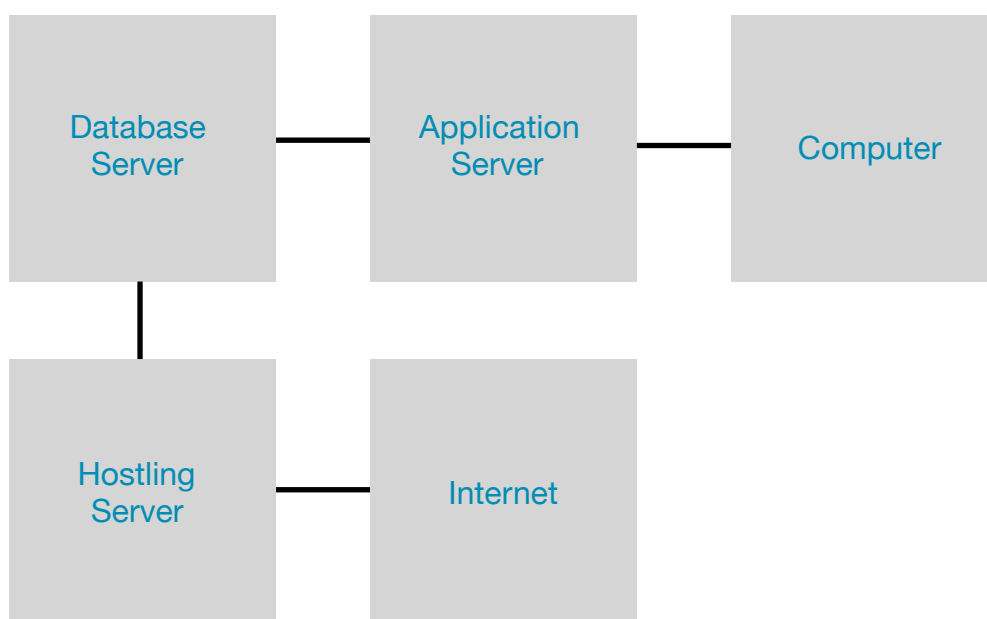 Database
Server
Application
Server
Computer
Hostling
Server
Internet